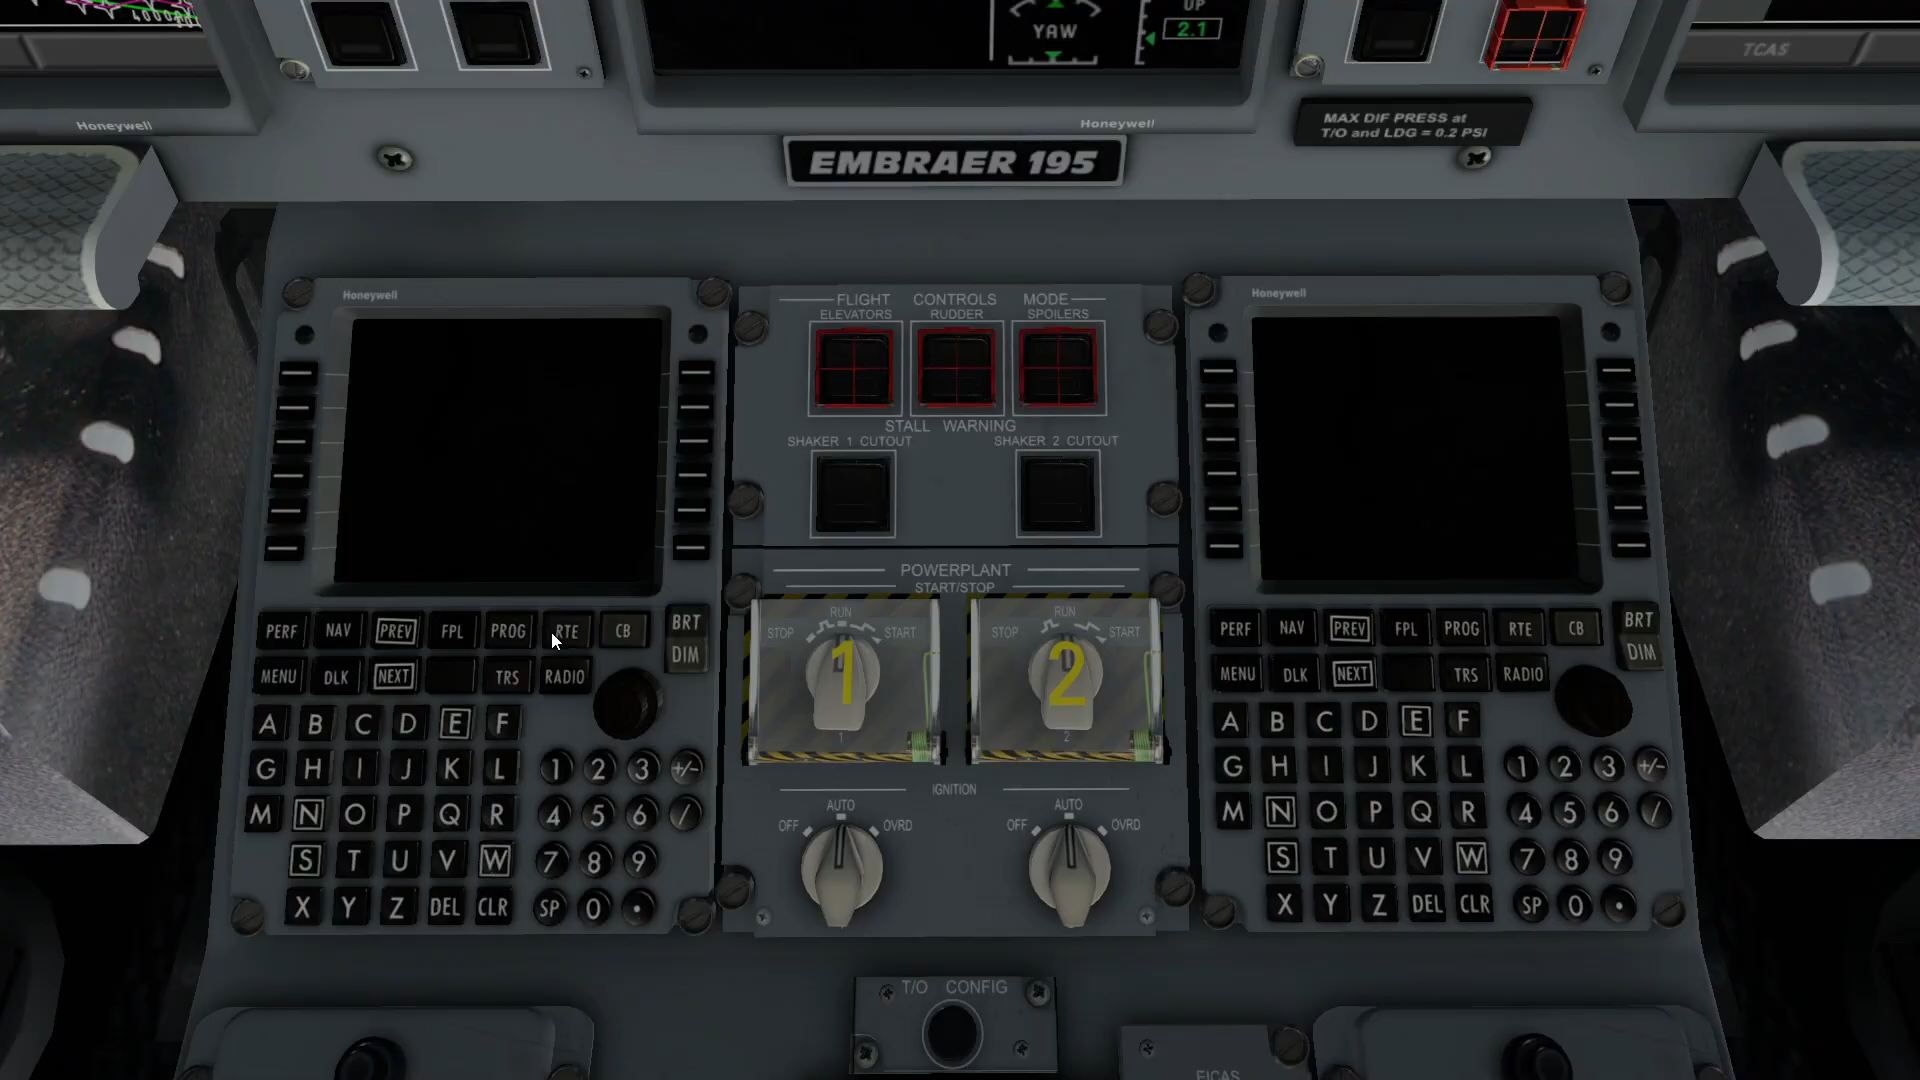 YAW
UP
2.1
TCAS
Honeywell
Honeywell
MAX DIF PRESS at
T/O and LDG = 0.2 PSI
EMBRAER 195
Honeywell
PERF NAV PREV FPL PROG RTE CB
BRT
DIM
MENU DLK NEXT TRS RADIO
A B C D E F
G H I J K L 1 2 3 +/-
M N O P Q R 4 5 6 /
S T U V W 7 8 9
X Y Z DEL CLR SP 0 •
FLIGHT CONTROLS MODE
ELEVATORS RUDDER SPOILERS
STALL WARNING
SHAKER 1 CUTOUT SHAKER 2 CUTOUT
POWERPLANT
START/STOP
RUN RUN
STOP START STOP START
1 2
1 2
IGNITION
AUTO AUTO
OFF OVRD OFF OVRD
T/O CONFIG
EICAS
Honeywell
PERF NAV PREV FPL PROG RTE CB
BRT
DIM
MENU DLK NEXT TRS RADIO
A B C D E F
G H I J K L 1 2 3 +/-
M N O P Q R 4 5 6 /
S T U V W 7 8 9
X Y Z DEL CLR SP 0 •